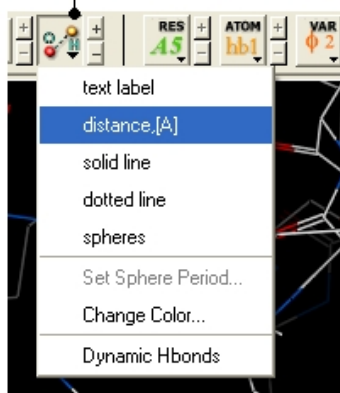 RES ATOM VAR
A5 hb1 ϕ 2
text label
distance,[A]
solid line
dotted line
spheres
Set Sphere Period...
Change Color...
Dynamic Hbonds